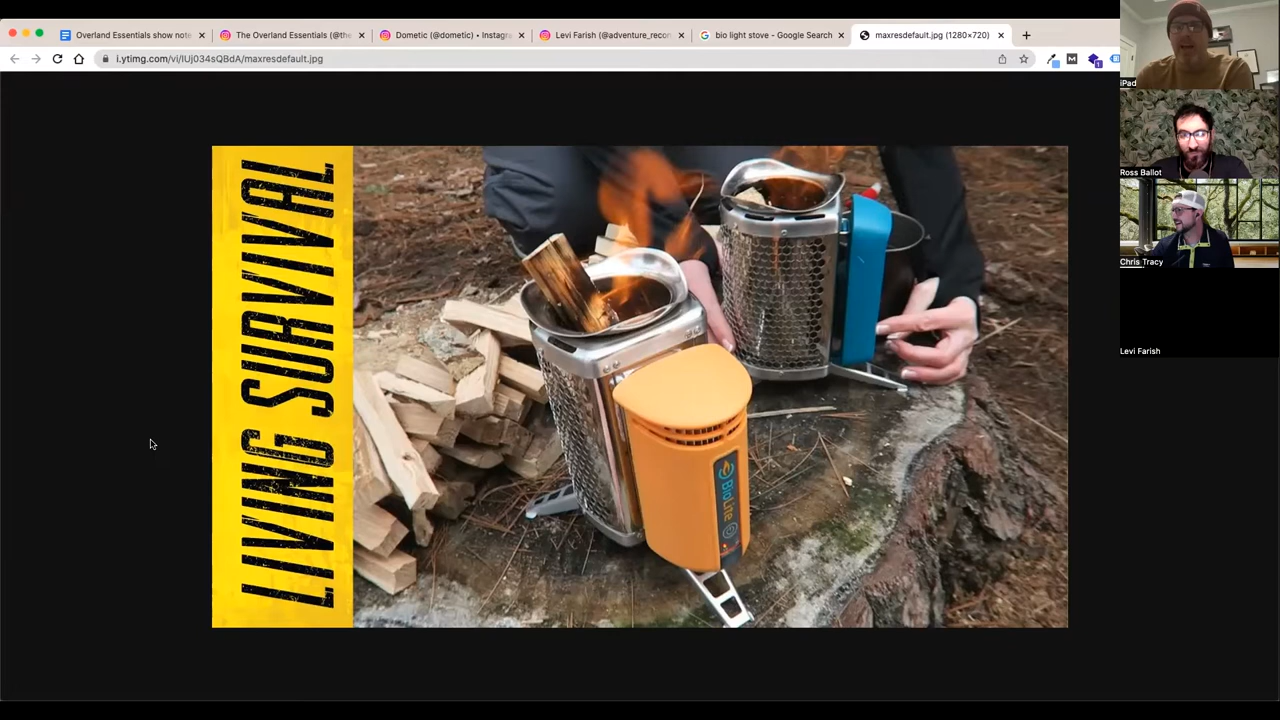 Overland Essentials show note
The Overland Essentials (@the
Dometic (@dometic) • Instagra
Levi Farish (@adventure_recon
bio light stove - Google Search
maxresdefault.jpg (1280×720)
i.ytimg.com/vi/lUj034sQBdA/maxresdefault.jpg
iPad
Ross Ballot
Chris Tracy
Levi Farish
LIVING SURVIVAL
BioLite